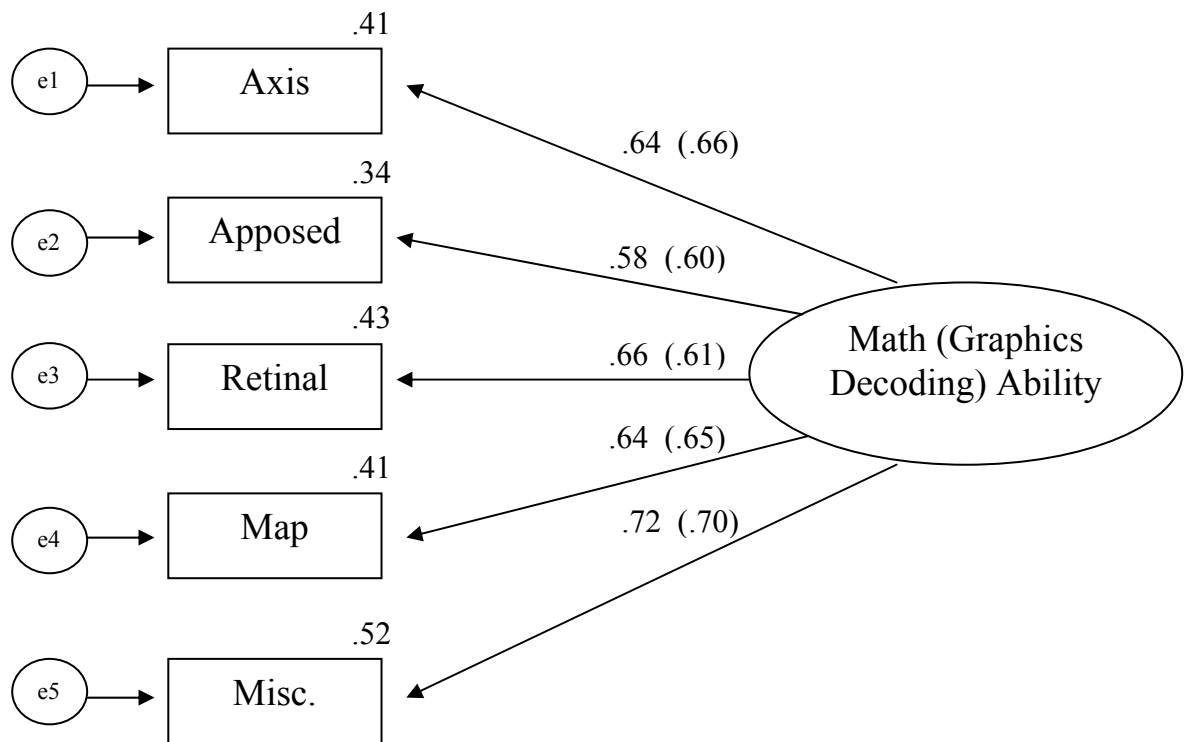 .41
e1
Axis
.64 (.66)
.34
e2
Apposed
.58 (.60)
.43
e3
Retinal
.66 (.61)
Math (Graphics
Decoding) Ability
.41
e4
Map
.64 (.65)
.72 (.70)
.52
e5
Misc.